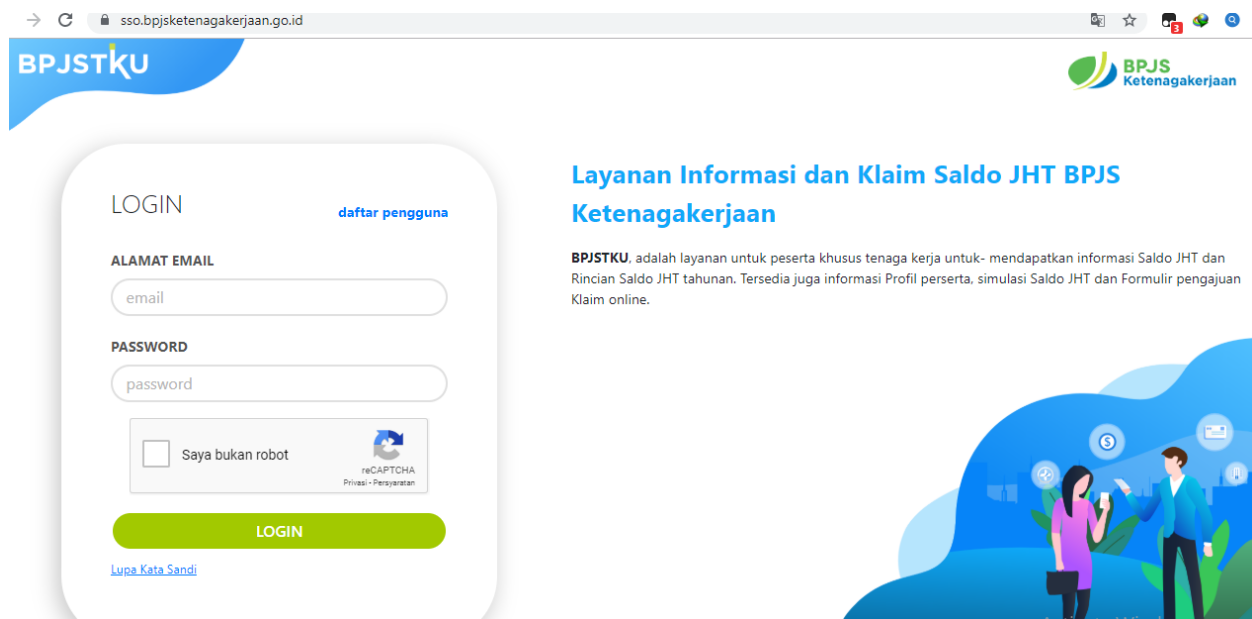 sso.bpjsketenagakerjaan.go.id
3
BPJSTKU
BPJS
Ketenagakerjaan
LOGIN
daftar pengguna
ALAMAT EMAIL
email
PASSWORD
password
Saya bukan robot
reCAPTCHA
Privasi - Persyaratan
LOGIN
Lupa Kata Sandi
Layanan Informasi dan Klaim Saldo JHT BPJS
Ketenagakerjaan
BPJSTKU, adalah layanan untuk peserta khusus tenaga kerja untuk- mendapatkan informasi Saldo JHT dan
Rincian Saldo JHT tahunan. Tersedia juga informasi Profil perserta, simulasi Saldo JHT dan Formulir pengajuan
Klaim online.
$